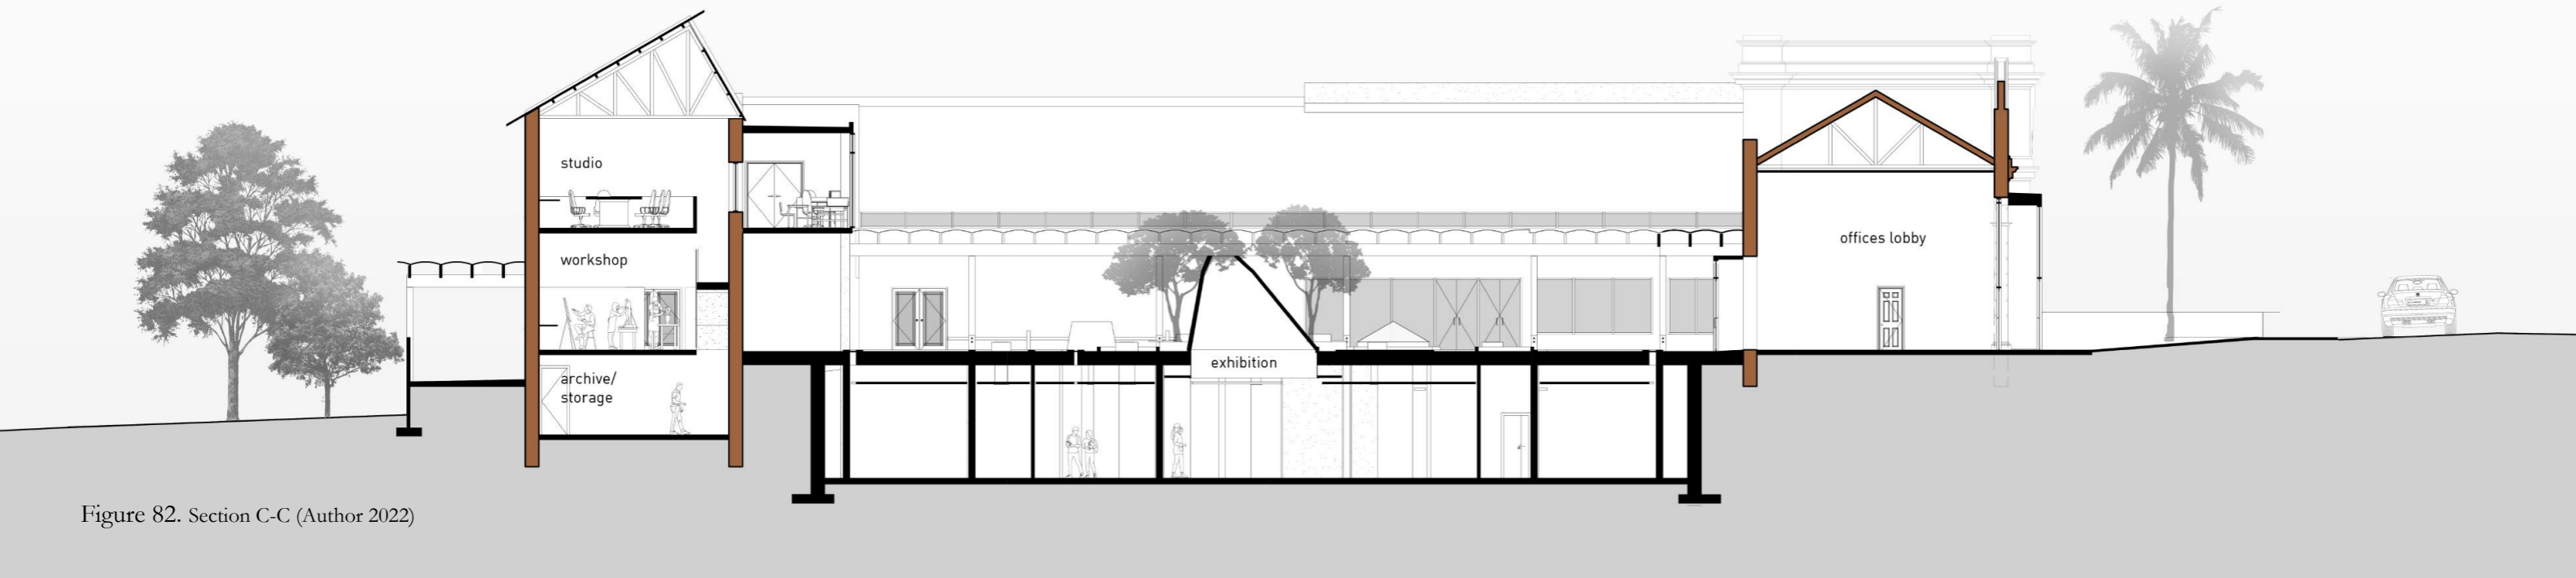 studio
workshop
archive/
storage
exhibition
offices lobby
Figure 82. Section C-C (Author 2022)